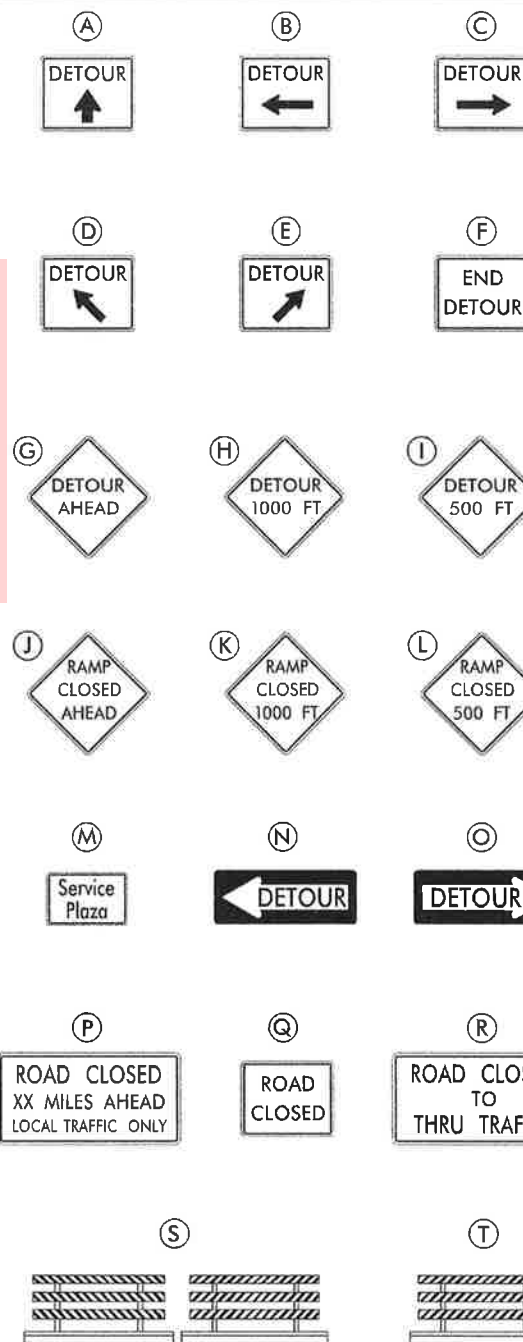 A
B
C
DETOUR
DETOUR
DETOUR
D
E
F
DETOUR
DETOUR
END
DETOUR
G
H
I
DETOUR
AHEAD
DETOUR
1000 FT
DETOUR
500 FT
J
K
L
RAMP
CLOSED
AHEAD
RAMP
CLOSED
1000 FT
RAMP
CLOSED
500 FT
M
N
O
Service
Plaza
DETOUR
DETOUR
P
Q
R
ROAD CLOSED
XX MILES AHEAD
LOCAL TRAFFIC ONLY
ROAD
CLOSED
ROAD
TO
THRU
S
T